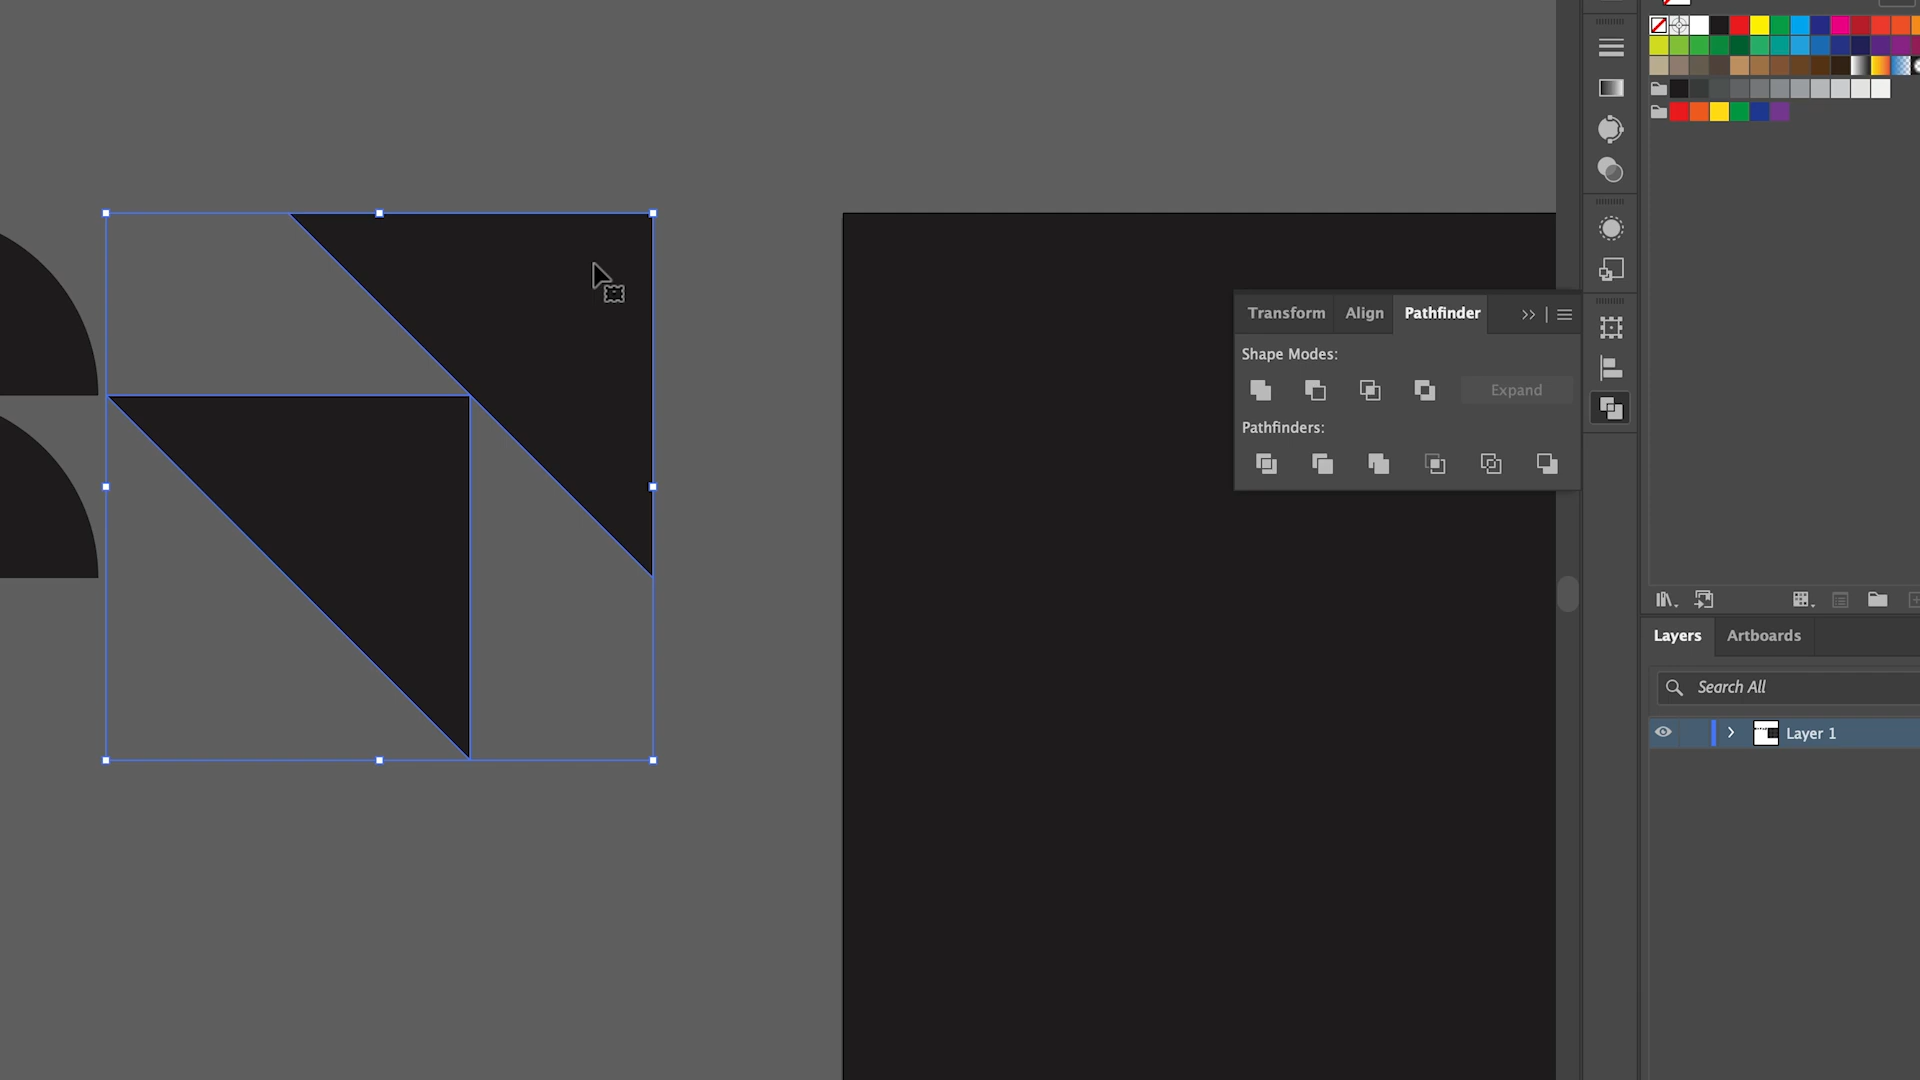 Transform Align Pathfinder
Shape Modes:
Expand
Pathfinders:
Layers Artboards
Search All
Layer 1